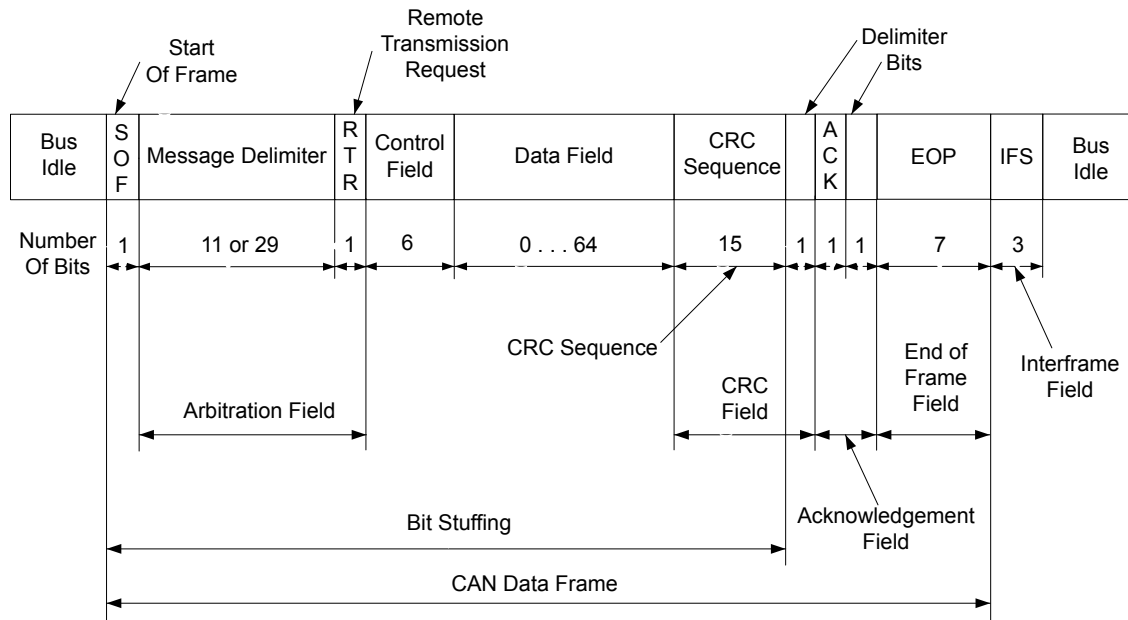 Remote
Transmission
Request
Start
Of Frame
Delimiter
Bits
Bus
Idle
S
O
F
Message Delimiter
R
T
R
Control
Field
Data Field
CRC
Sequence
A
C
K
EOP
IFS
Bus
Idle
Number
Of Bits
1
11 or 29
1
6
0 . . . 64
15
1
1
1
7
3
CRC Sequence
Arbitration Field
CRC
Field
End of
Frame
Field
Interframe
Field
Bit Stuffing
Acknowledgement
Field
CAN Data Frame